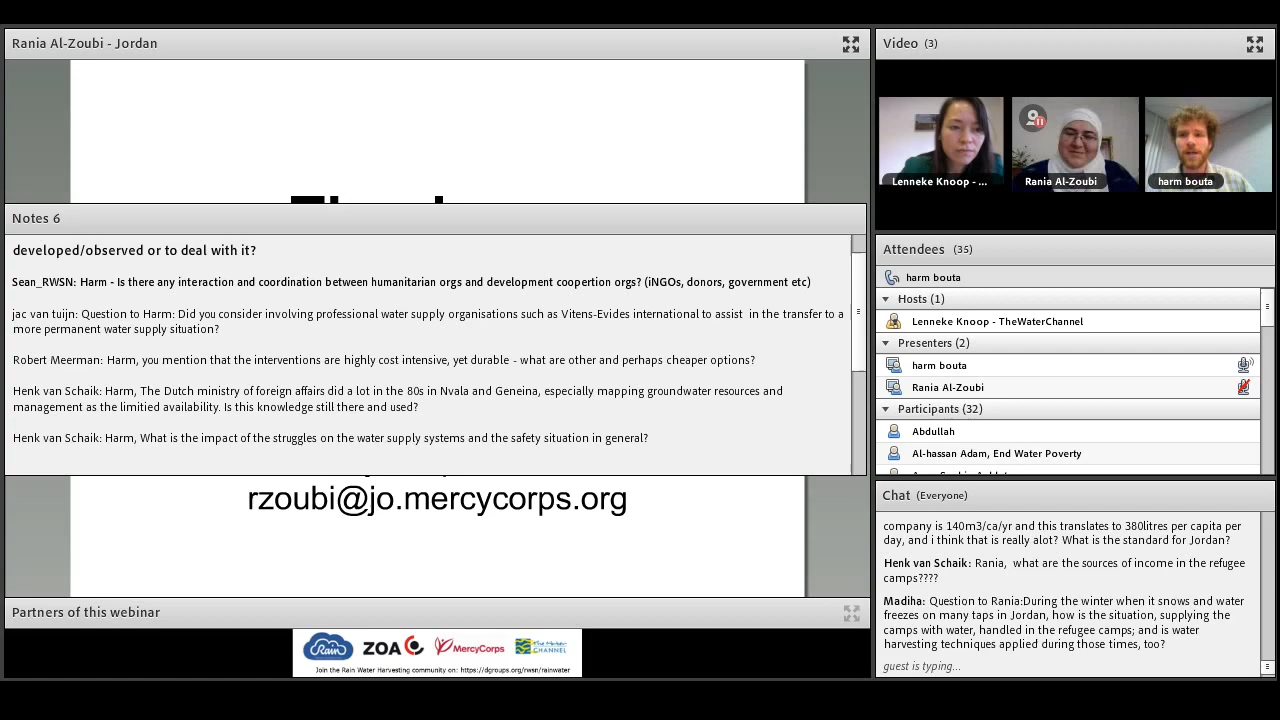 Rania Al-Zoubi - Jordan
Notes 6
developed/observed or to deal with it?
Sean_RWSN: Harm - Is there any interaction and coordination between humanitarian orgs and development coopertion orgs? (iNGOs, donors, government etc)
jac van tuijn: Question to Harm: Did you consider involving professional water supply organisations such as Vitens-Evides international to assist in the transfer to a
more permanent water supply situation?
Robert Meerman: Harm, you mention that the interventions are highly cost intensive, yet durable - what are other and perhaps cheaper options?
Henk van Schaik: Harm, The Dutch ministry of foreign affairs did a lot in the 80s in Nvala and Geneina, especially mapping groundwater resources and
management as the limitied availability. Is this knowledge still there and used?
Henk van Schaik: Harm, What is the impact of the struggles on the water supply systems and the safety situation in general?
rzoubi@jo.mercycorps.org
Partners of this webinar
Rain
ZOA
MercyCorps
The Water
CHANNEL
Join the Rain Water Harvesting community on: https://dgroups.org/rwsn/rainwater
Video (3)
Lenneke Knoop - ...
Rania Al-Zoubi
harm bouta
Attendees (35)
harm bouta
Hosts (1)
Lenneke Knoop - TheWaterChannel
Presenters (2)
harm bouta
Rania Al-Zoubi
Participants (32)
Abdullah
Al-hassan Adam, End Water Poverty
Chat (Everyone)
company is 140m3/ca/yr and this translates to 380litres per capita per
day, and i think that is really alot? What is the standard for Jordan?
Henk van Schaik: Rania, what are the sources of income in the refugee
camps????
Madiha: Question to Rania:During the winter when it snows and water
freezes on many taps in Jordan, how is the situation, supplying the
camps with water, handled in the refugee camps; and is water
harvesting techniques applied during those times, too?
guest is typing...